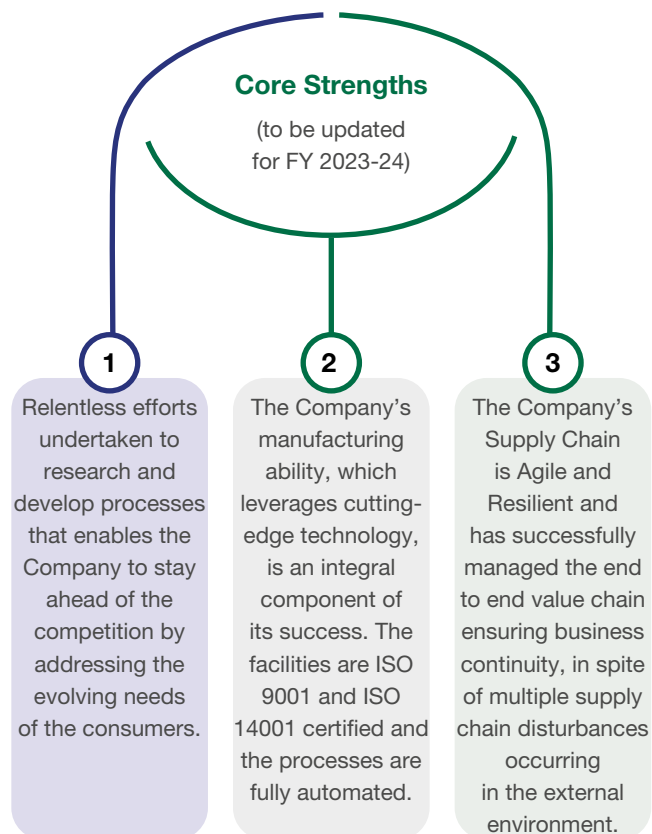 Core Strengths
(to be updated
for FY 2023-24)
1
Relentless efforts
undertaken to
research and
develop processes
that enables the
Company to stay
ahead of the
competition by
addressing the
evolving needs
of the consumers.
2
The Company’s
manufacturing
ability, which
leverages cutting-
edge technology,
is an integral
component of
its success. The
facilities are ISO
9001 and ISO
14001 certified and
the processes are
fully automated.
3
The Company’s
Supply Chain
is Agile and
Resilient and
has successfully
managed the end
to end value chain
ensuring business
continuity, in spite
of multiple supply
chain disturbances
occurring
in the external
environment.